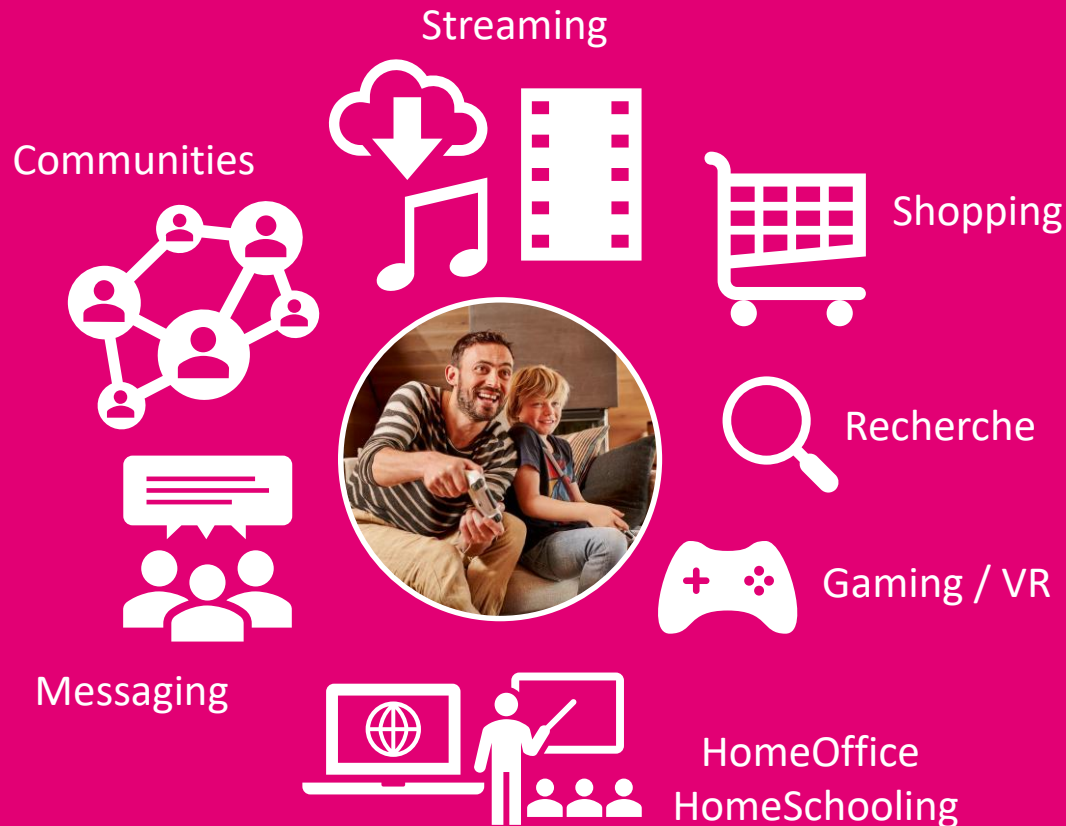 Streaming
Communities
Shopping
Recherche
Gaming / VR
Messaging
HomeOffice
HomeSchooling